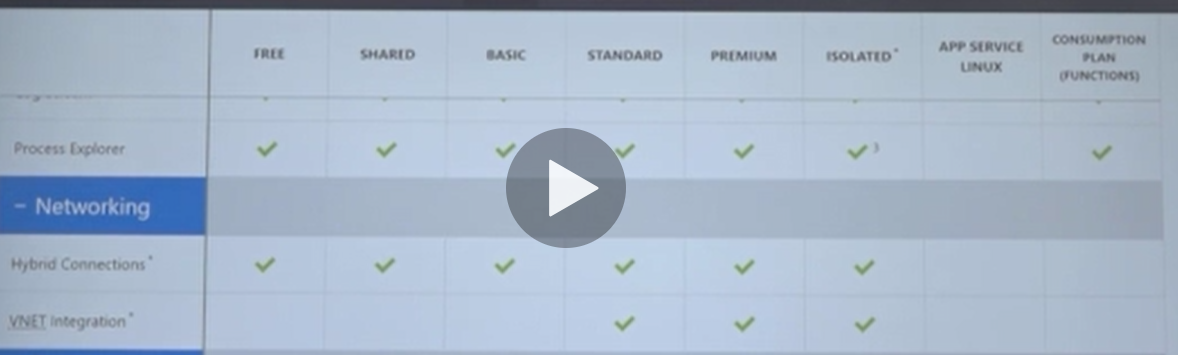 FREE
SHARED
BASIC
STANDARD
PREMIUM
ISOLATED*
APP SERVICE
LINUX
CONSUMPTION
PLAN
(FUNCTIONS)
Process Explorer
3
– Networking
Hybrid Connections*
VNET Integration*